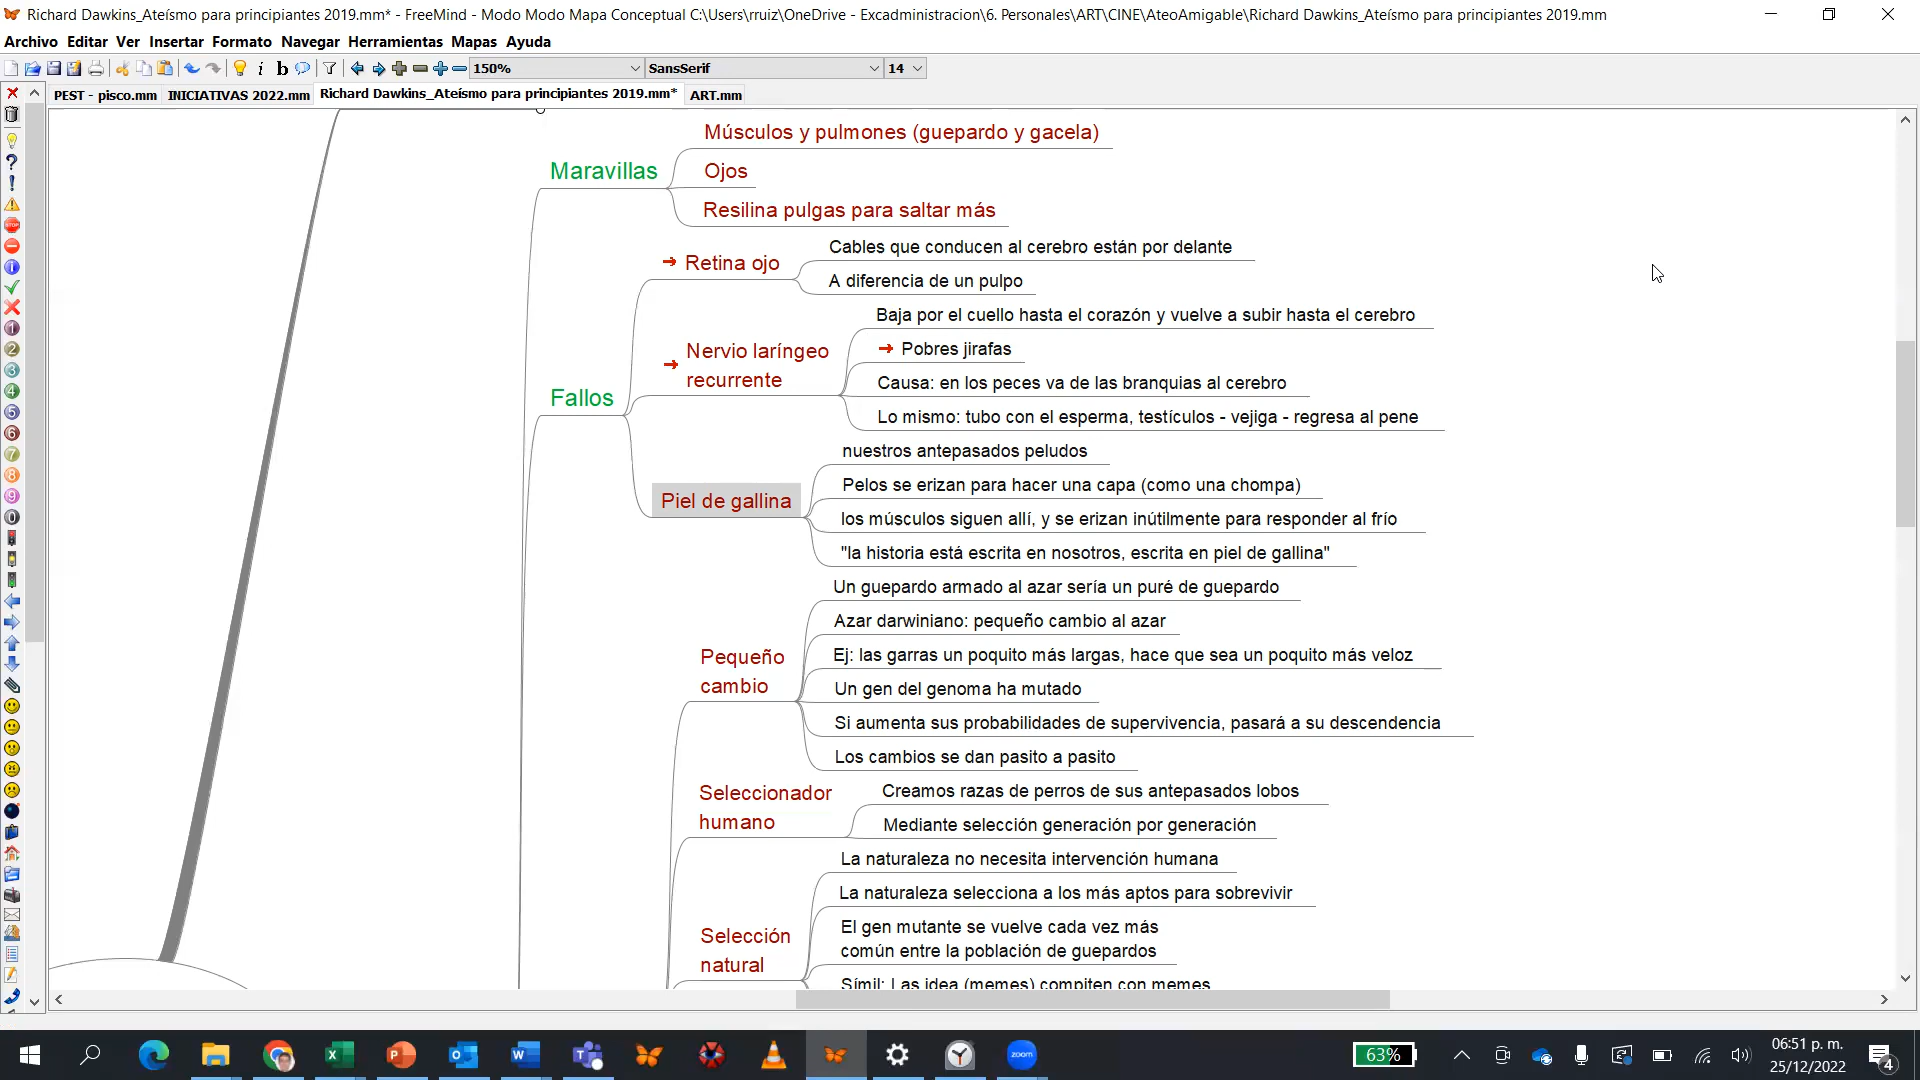 Richard Dawkins_Ateísmo para principiantes 2019.mm* - FreeMind - Modo Modo Mapa Conceptual C:\Users\rruiz\OneDrive - Excadministracion\6. Personales\ART\CINE\AteoAmigable\Richard Dawkins_Ateísmo para principiantes 2019.mm
Archivo Editar Ver Insertar Formato Navegar Herramientas Mapas Ayuda
150% SansSerif 14
PEST - pisco.mm INICIATIVAS 2022.mm Richard Dawkins_Ateísmo para principiantes 2019.mm* ART.mm
Maravillas
Músculos y pulmones (guepardo y gacela)
Ojos
Resilina pulgas para saltar más
Fallos
Retina ojo
Cables que conducen al cerebro están por delante
A diferencia de un pulpo
Nervio laríngeo
recurrente
Baja por el cuello hasta el corazón y vuelve a subir hasta el cerebro
Pobres jirafas
Causa: en los peces va de las branquias al cerebro
Lo mismo: tubo con el esperma, testículos - vejiga - regresa al pene
Piel de gallina
nuestros antepasados peludos
Pelos se erizan para hacer una capa (como una chompa)
los músculos siguen allí, y se erizan inútilmente para responder al frío
"la historia está escrita en nosotros, escrita en piel de gallina"
Pequeño
cambio
Un guepardo armado al azar sería un puré de guepardo
Azar darwiniano: pequeño cambio al azar
Ej: las garras un poquito más largas, hace que sea un poquito más veloz
Un gen del genoma ha mutado
Si aumenta sus probabilidades de supervivencia, pasará a su descendencia
Los cambios se dan pasito a pasito
Seleccionador
humano
Creamos razas de perros de sus antepasados lobos
Mediante selección generación por generación
Selección
natural
La naturaleza no necesita intervención humana
La naturaleza selecciona a los más aptos para sobrevivir
El gen mutante se vuelve cada vez más
común entre la población de guepardos
Símil: Las idea (memes) compiten con memes
63%
zoom
06:51 p. m.
25/12/2022
4